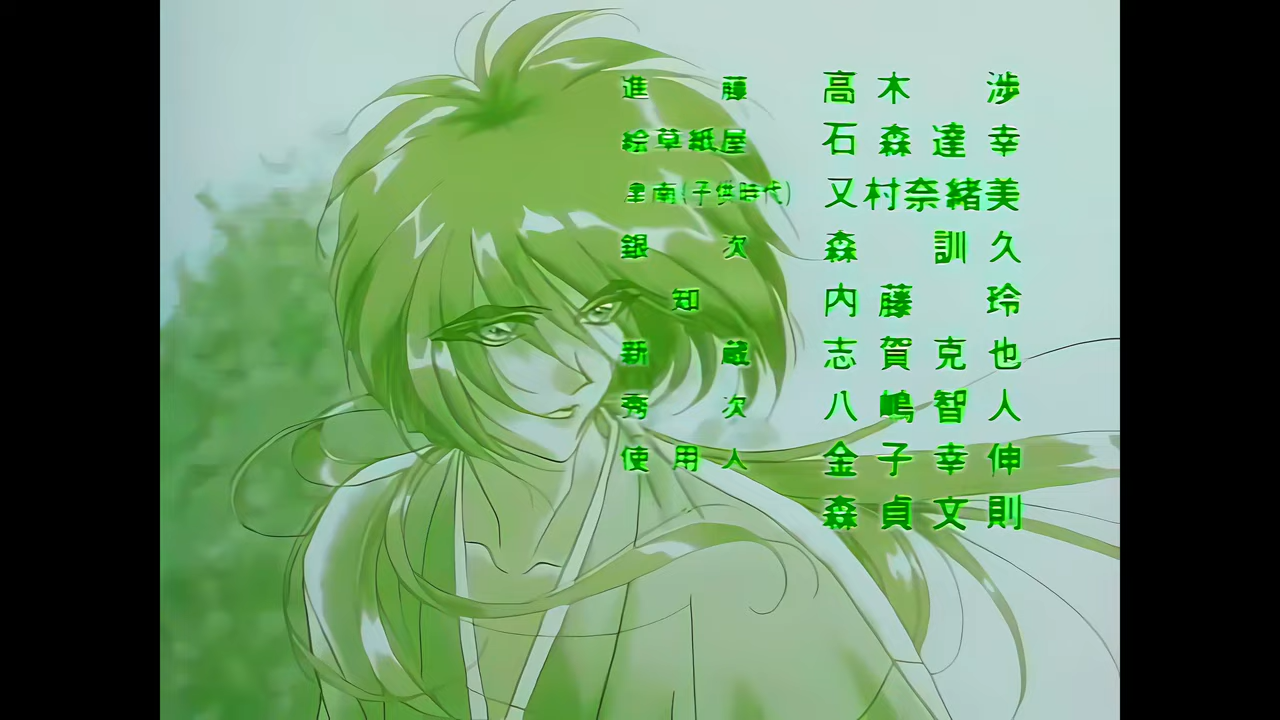 進藤 高木渉
絵草紙屋 石森達幸
南(子供時代) 又村奈緒美
銀次 森訓久
知 内藤玲
新蔵 志賀克也
秀次 八嶋智人
使用人 金子幸伸
森貞文則